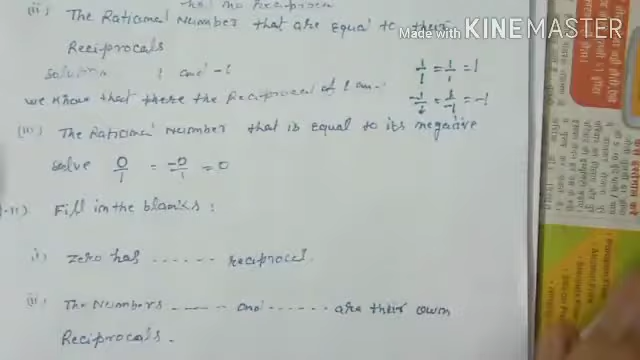 Made with KINEMASTER
(ii) The Rational Number that are equal to their
Reciprocals
solution 1 and -1
1/1 = 1/1 = 1
we know that these the Reciprocal of 1 an
-1/1 = 1/-1 = -1
(iii) The Rational Number that is equal to its negative
solve 0/1 = -0/1 = 0
11) Fill in the blanks :
i) Zero has ...... reciprocal.
ii) The Numbers ...... and ...... are their own
Reciprocals.